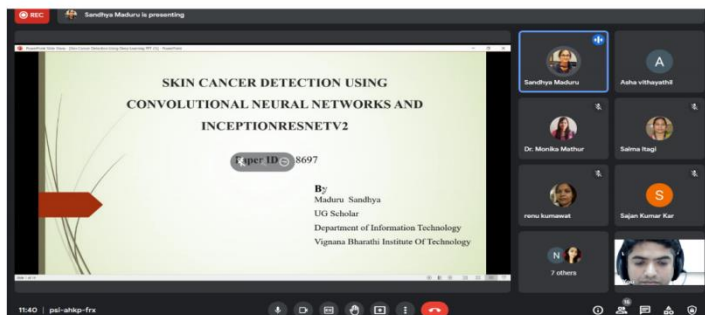 REC
Sandhya Maduru is presenting
SKIN CANCER DETECTION USING
CONVOLUTIONAL NEURAL NETWORKS AND
INCEPTIONRESNETV2
Paper ID 8697
By
Maduru Sandhya
UG Scholar
Department of Information Technology
Vignana Bharathi Institute Of Technology
Sandhya Maduru
A
Asha vithayathil
Dr. Monika Mathur
Saima Itagi
renu kumawat
S
Sajan Kumar Kar
N
7 others
11:40 | psi-ahkp-frx